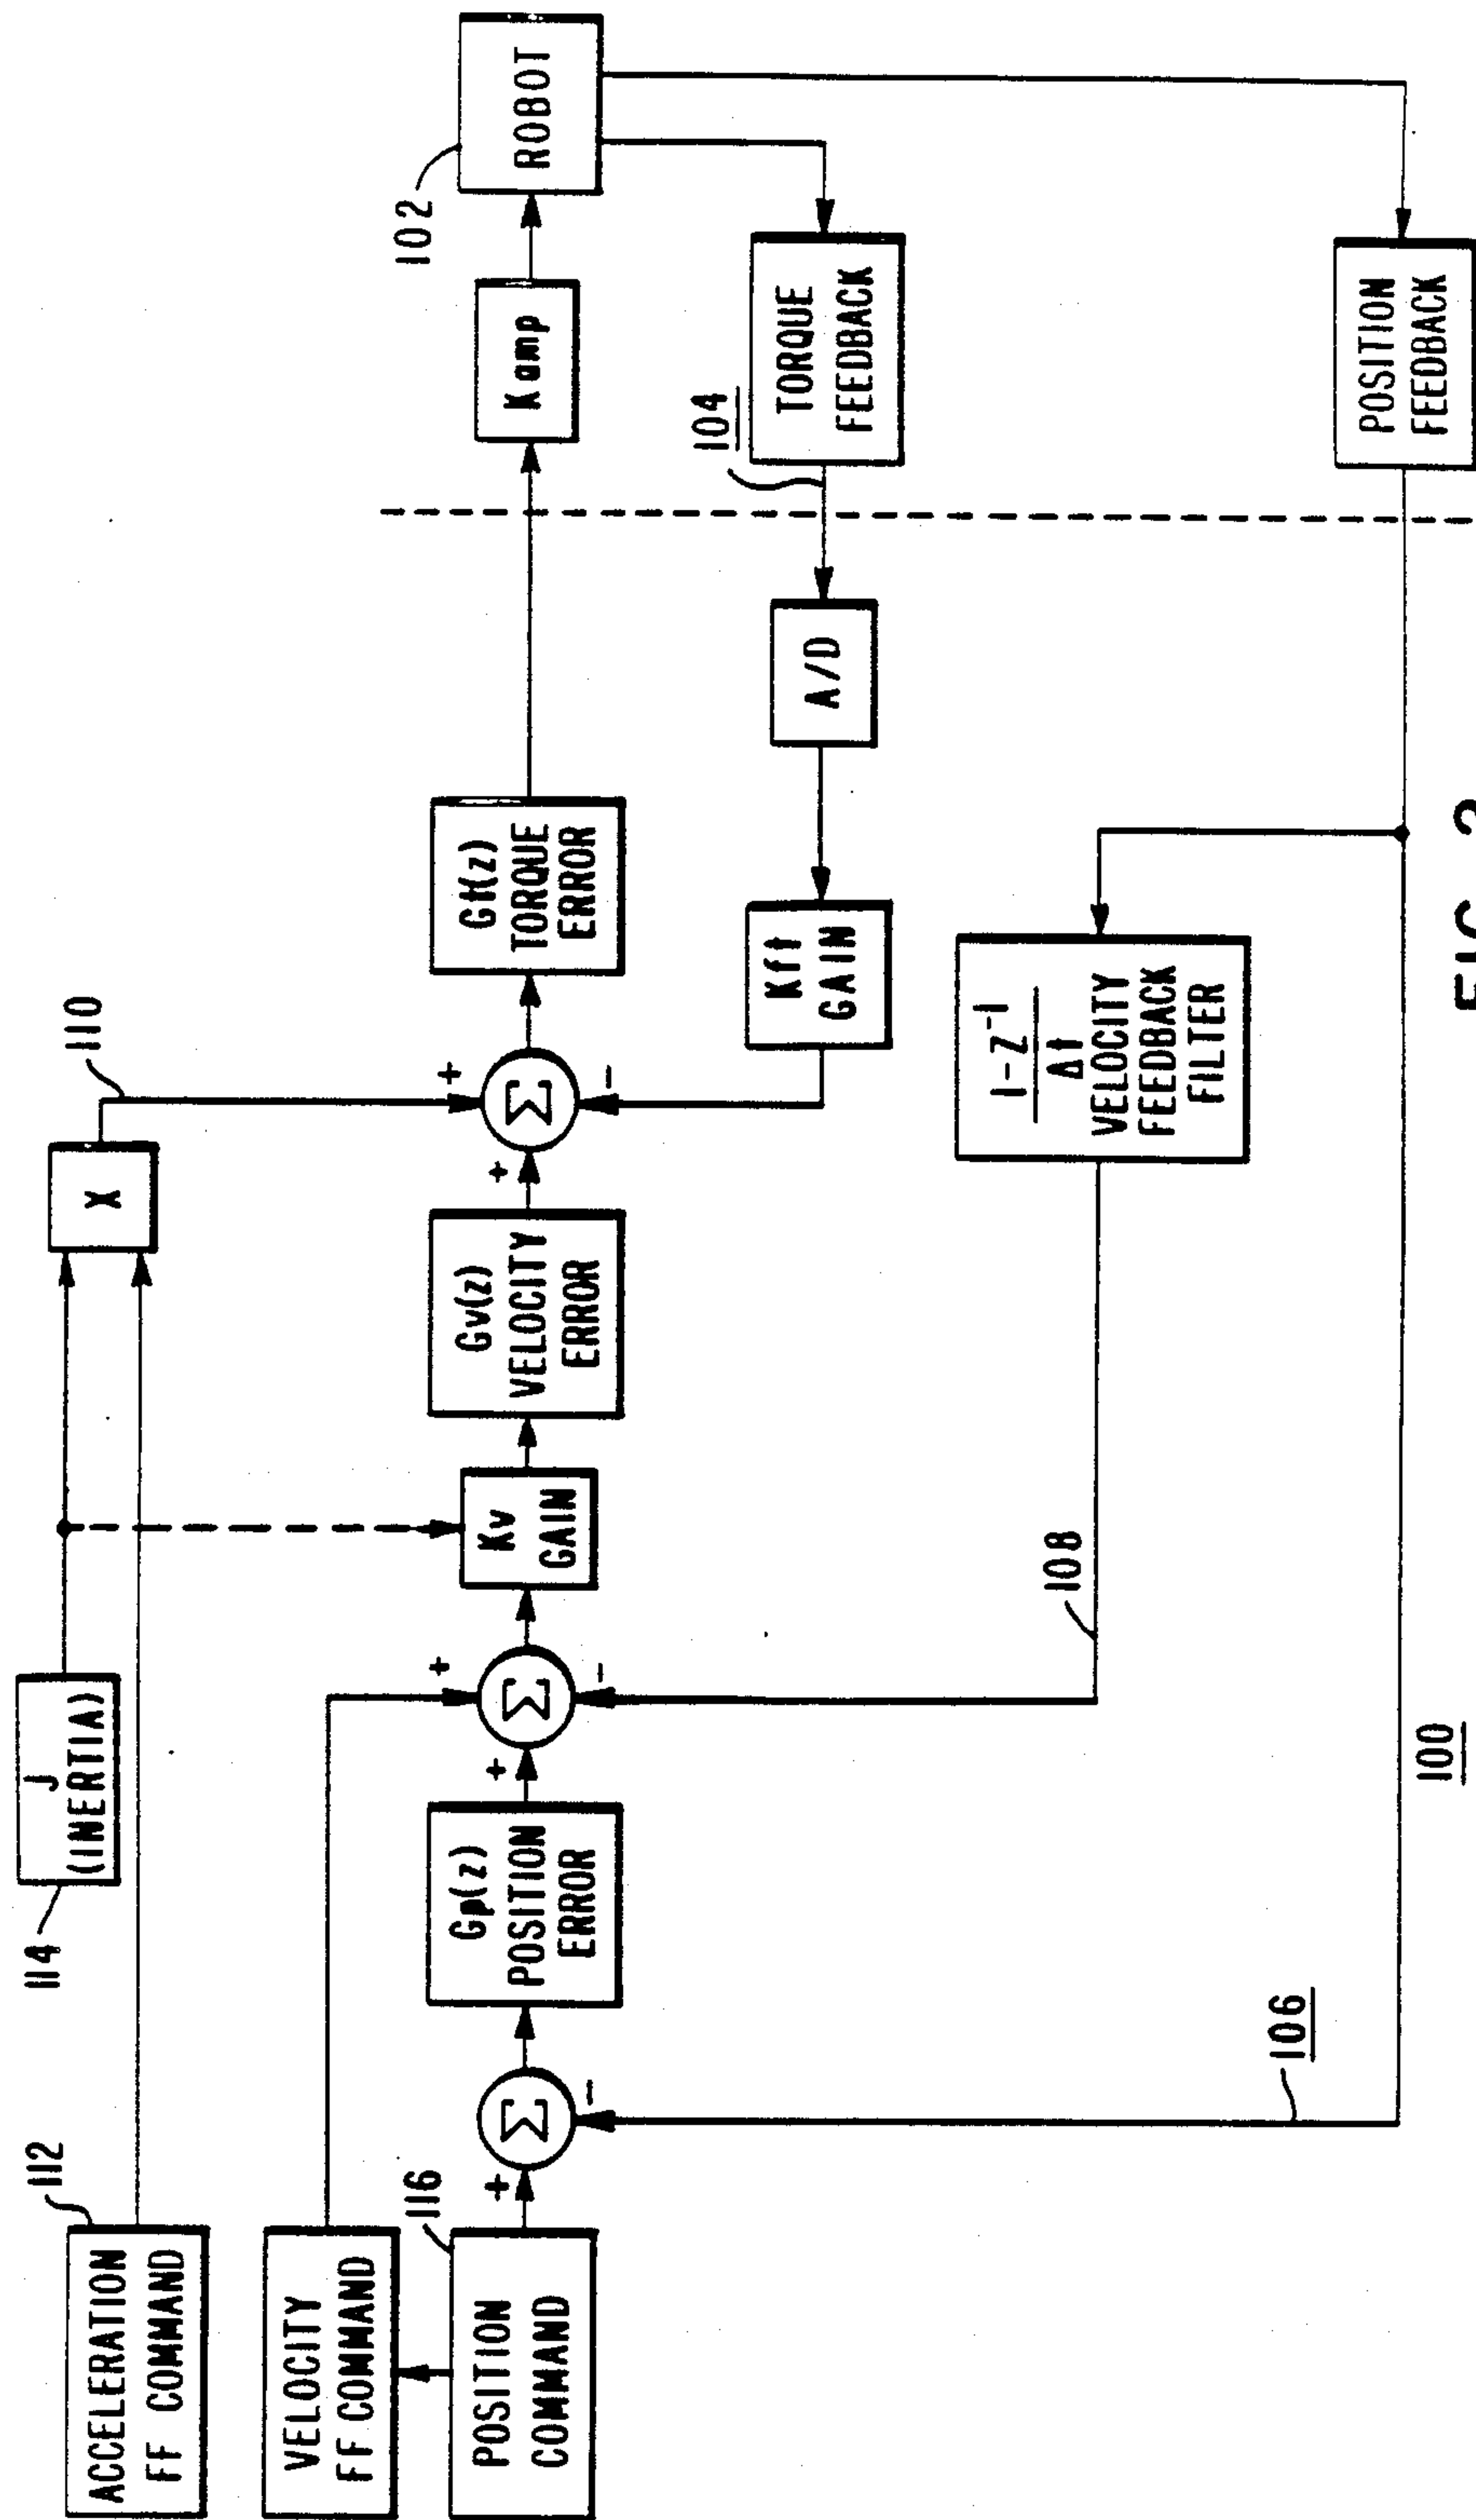 112
ACCELERATION
FF COMMAND
114
J
(INERTIA)
X
110
VELOCITY
FF COMMAND
116
POSITION
COMMAND
+
Σ
-
Gp(z)
POSITION
ERROR
+
+
Σ
-
Kv
GAIN
Gv(z)
VELOCITY
ERROR
+
+
Σ
-
Gt(z)
TORQUE
ERROR
Kamp
102
ROBOT
Kft
GAIN
A/D
104
TORQUE
FEEDBACK
108
1-Z⁻¹
Δt
VELOCITY
FEEDBACK
FILTER
106
100
POSITION
FEEDBACK